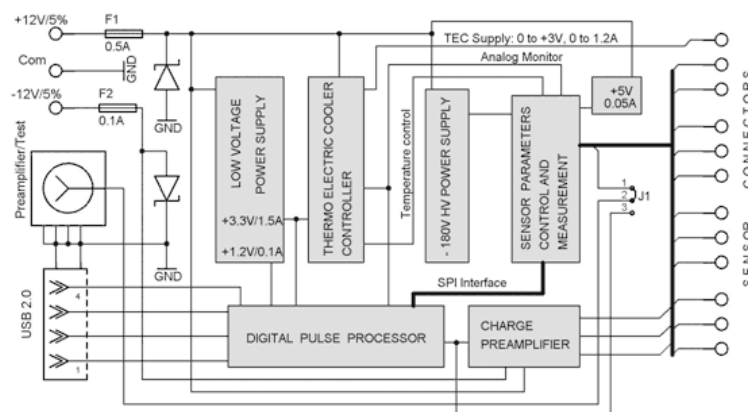 +12V/5%
F1
0.5A
Com
GND
-12V/5%
F2
0.1A
GND
Preamplifier/Test
GND
USB 2.0
4
1
LOW VOLTAGE
POWER SUPPLY
+3.3V/1.5A
+1.2V/0.1A
THERMO ELECTRIC COOLER
CONTROLLER
Temperature control
TEC Supply: 0 to +3V, 0 to 1.2A
Analog Monitor
- 180V HV POWER SUPPLY
SENSOR PARAMETERS
CONTROL AND
MEASUREMENT
+5V
0.05A
1
2
3
J1
SPI Interface
DIGITAL PULSE PROCESSOR
CHARGE
PREAMPLIFIER
SENSOR CONNECTORS